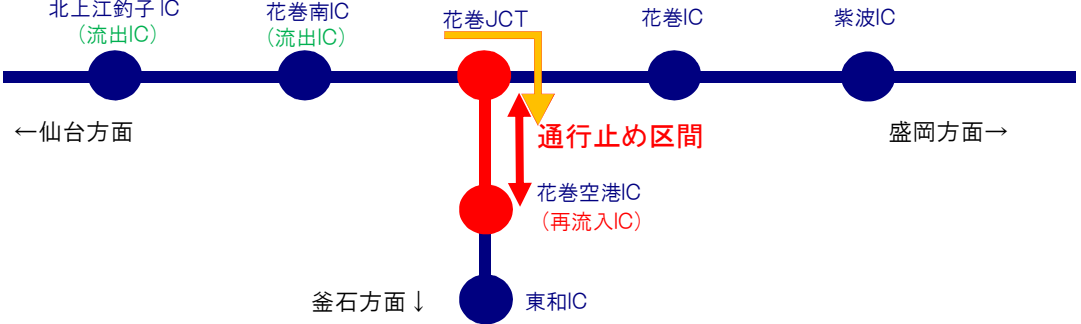 北上江釣子IC
（流出IC）
花巻南IC
（流出IC）
花巻JCT
花巻IC
紫波IC
←仙台方面
通行止め区間
盛岡方面→
花巻空港IC
（再流入IC）
釜石方面↓
東和IC